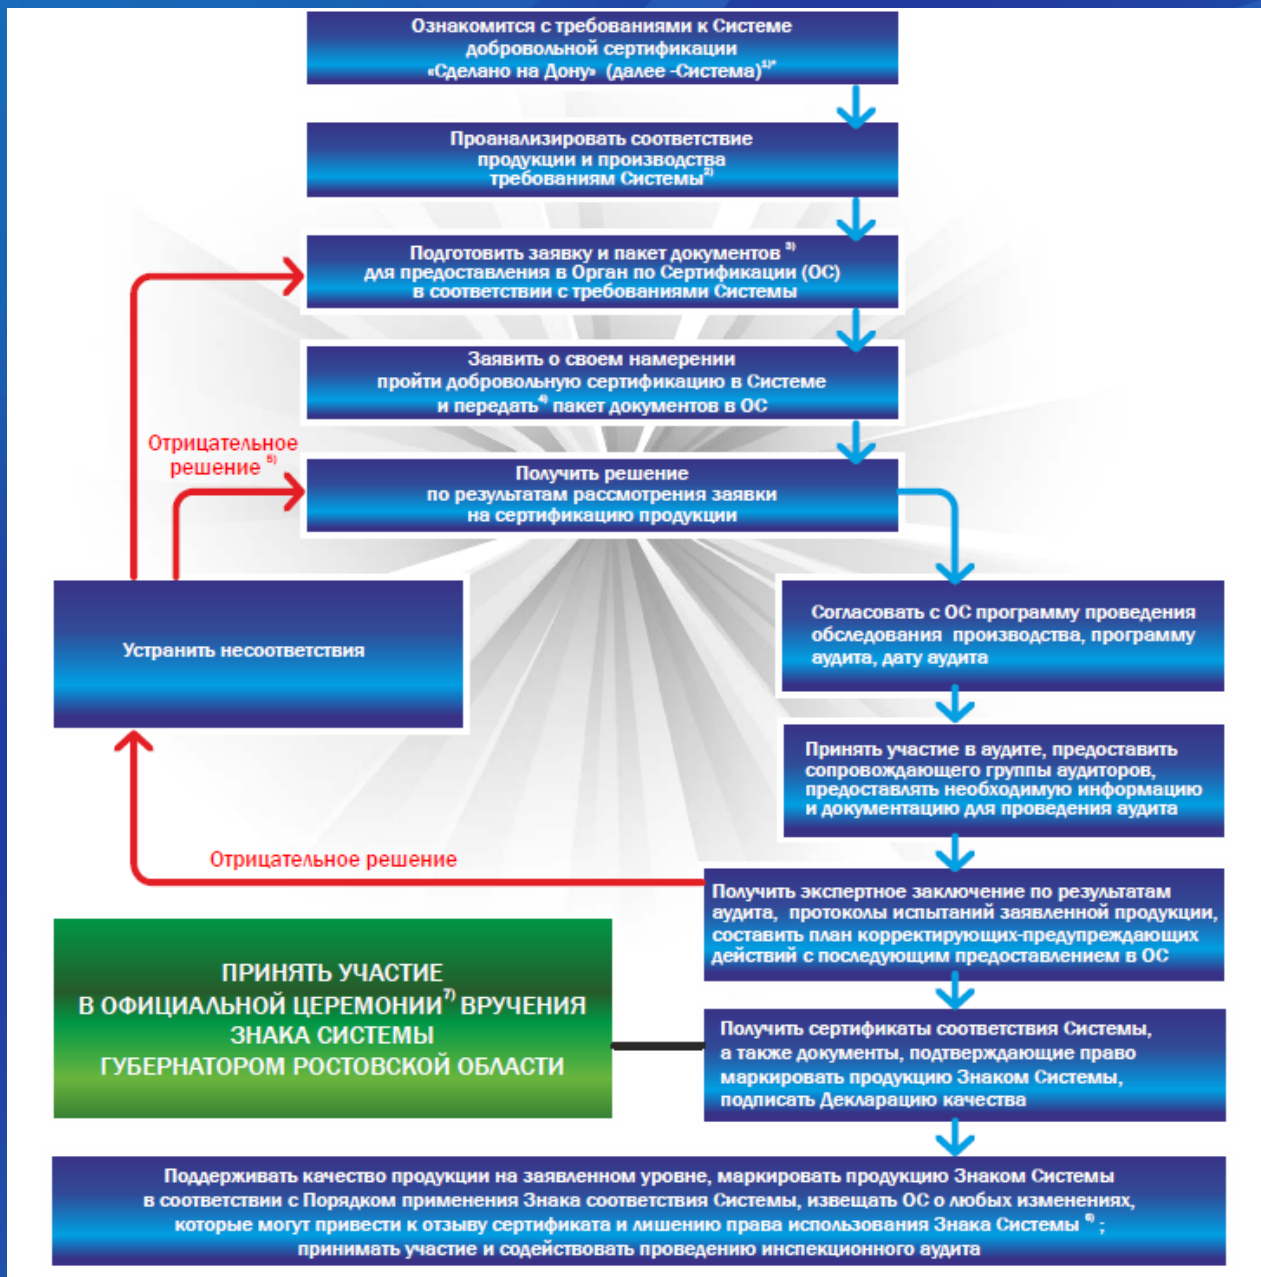 Ознакомится с требованиями к Системе
добровольной сертификации
«Сделано на Дону» (далее -Система)¹⁾*
Проанализировать соответствие
продукции и производства
требованиям Системы²⁾
Подготовить заявку и пакет документов ³⁾
для предоставления в Орган по Сертификации (ОС)
в соответствии с требованиями Системы
Заявить о своем намерении
пройти добровольную сертификацию в Системе
и передать⁴⁾ пакет документов в ОС
Отрицательное
решение ⁵⁾
Получить решение
по результатам рассмотрения заявки
на сертификацию продукции
Устранить несоответствия
Согласовать с ОС программу проведения
обследования производства, программу
аудита, дату аудита
Принять участие в аудите, предоставить
сопровождающего группы аудиторов,
предоставлять необходимую информацию
и документацию для проведения аудита
Отрицательное решение
Получить экспертное заключение по результатам
аудита, протоколы испытаний заявленной продукции,
составить план корректирующих-предупреждающих
действий с последующим предоставлением в ОС
ПРИНЯТЬ УЧАСТИЕ
В ОФИЦИАЛЬНОЙ ЦЕРЕМОНИИ⁷⁾ ВРУЧЕНИЯ
ЗНАКА СИСТЕМЫ
ГУБЕРНАТОРОМ РОСТОВСКОЙ ОБЛАСТИ
Получить сертификаты соответствия Системы,
а также документы, подтверждающие право
маркировать продукцию Знаком Системы,
подписать Декларацию качества
Поддерживать качество продукции на заявленном уровне, маркировать продукцию Знаком Системы
в соответствии с Порядком применения Знака соответствия Системы, извещать ОС о любых изменениях,
которые могут привести к отзыву сертификата и лишению права использования Знака Системы ⁶⁾ ;
принимать участие и содействовать проведению инспекционного аудита